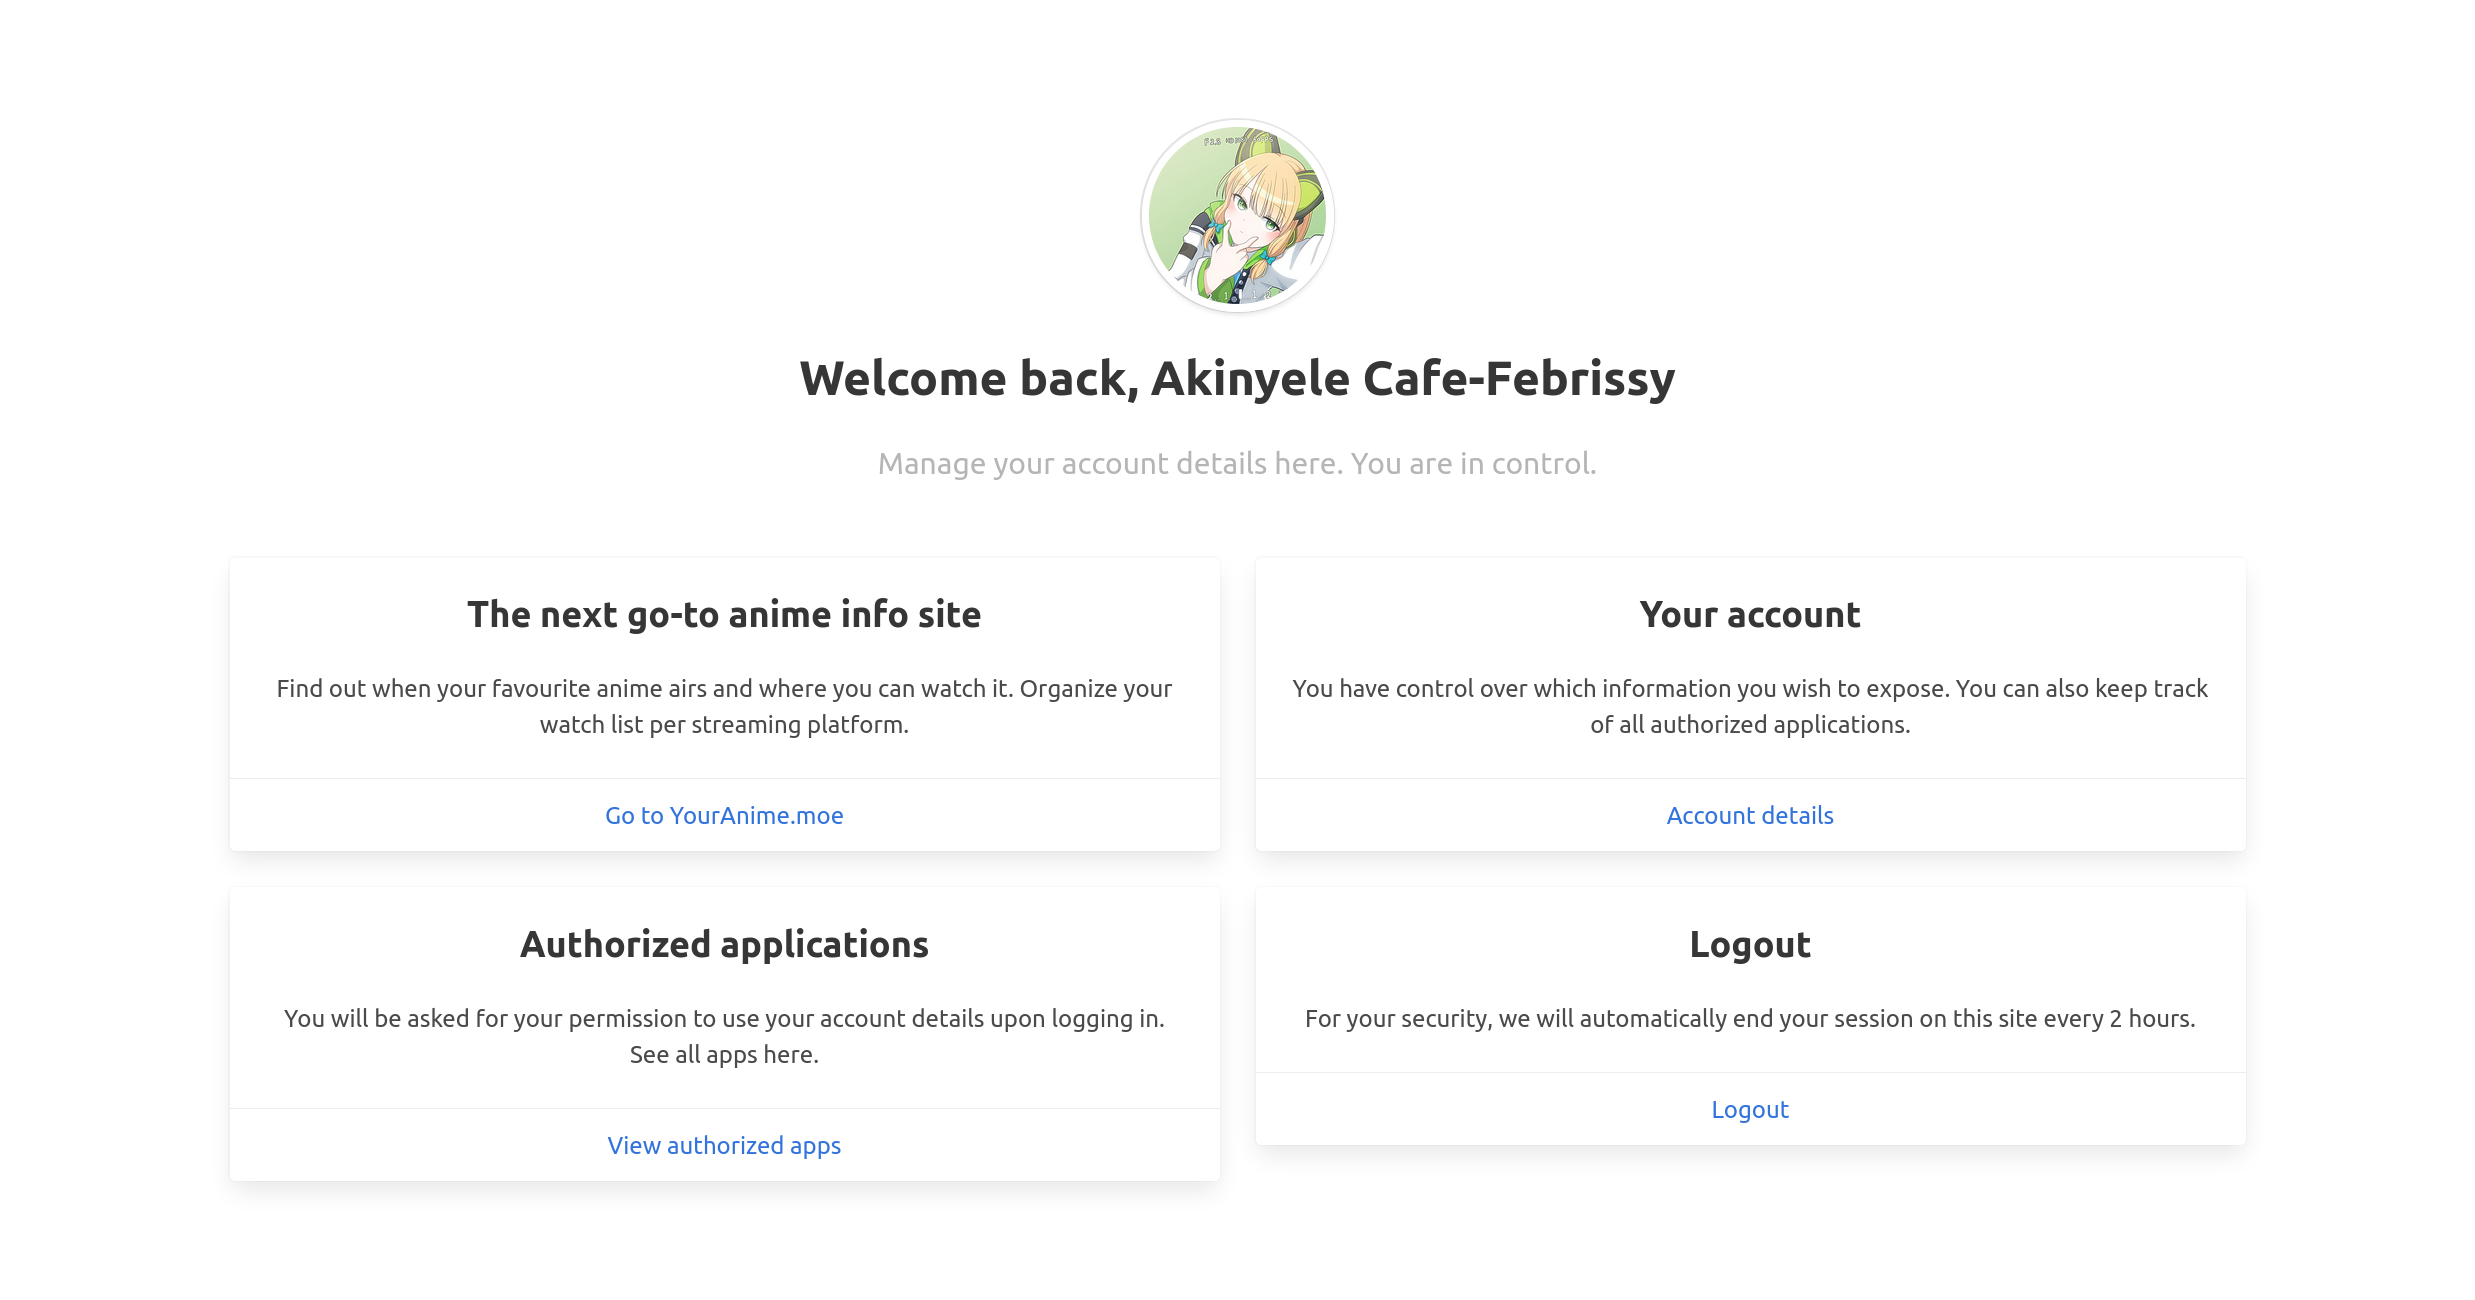 Welcome back, Akinyele Cafe-Febrissy
Manage your account details here. You are in control.
The next go-to anime info site
Find out when your favourite anime airs and where you can watch it. Organize your
watch list per streaming platform.
Go to YourAnime.moe
Your account
You have control over which information you wish to expose. You can also keep track
of all authorized applications.
Account details
Authorized applications
You will be asked for your permission to use your account details upon logging in.
See all apps here.
View authorized apps
Logout
For your security, we will automatically end your session on this site every 2 hours.
Logout